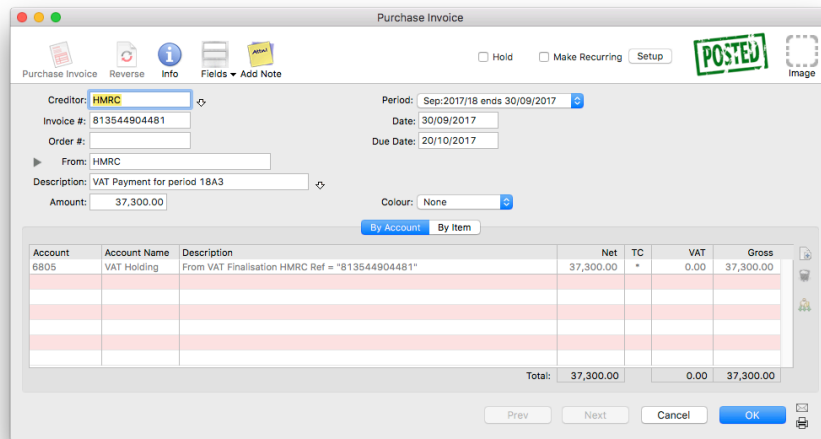 Purchase Invoice
Purchase Invoice Reverse Info Fields Add Note
Hold Make Recurring Setup
POSTED
Image
Creditor: HMRC Period: Sep:2017/18 ends 30/09/2017
Invoice #: 813544904481 Date: 30/09/2017
Order #: Due Date: 20/10/2017
From: HMRC
Description: VAT Payment for period 18A3
Amount: 37,300.00 Colour: None
By Account By Item
Account Account Name Description Net TC VAT Gross
6805 VAT Holding From VAT Finalisation HMRC Ref = "813544904481" 37,300.00 * 0.00 37,300.00
Total: 37,300.00 0.00 37,300.00
Prev Next Cancel OK